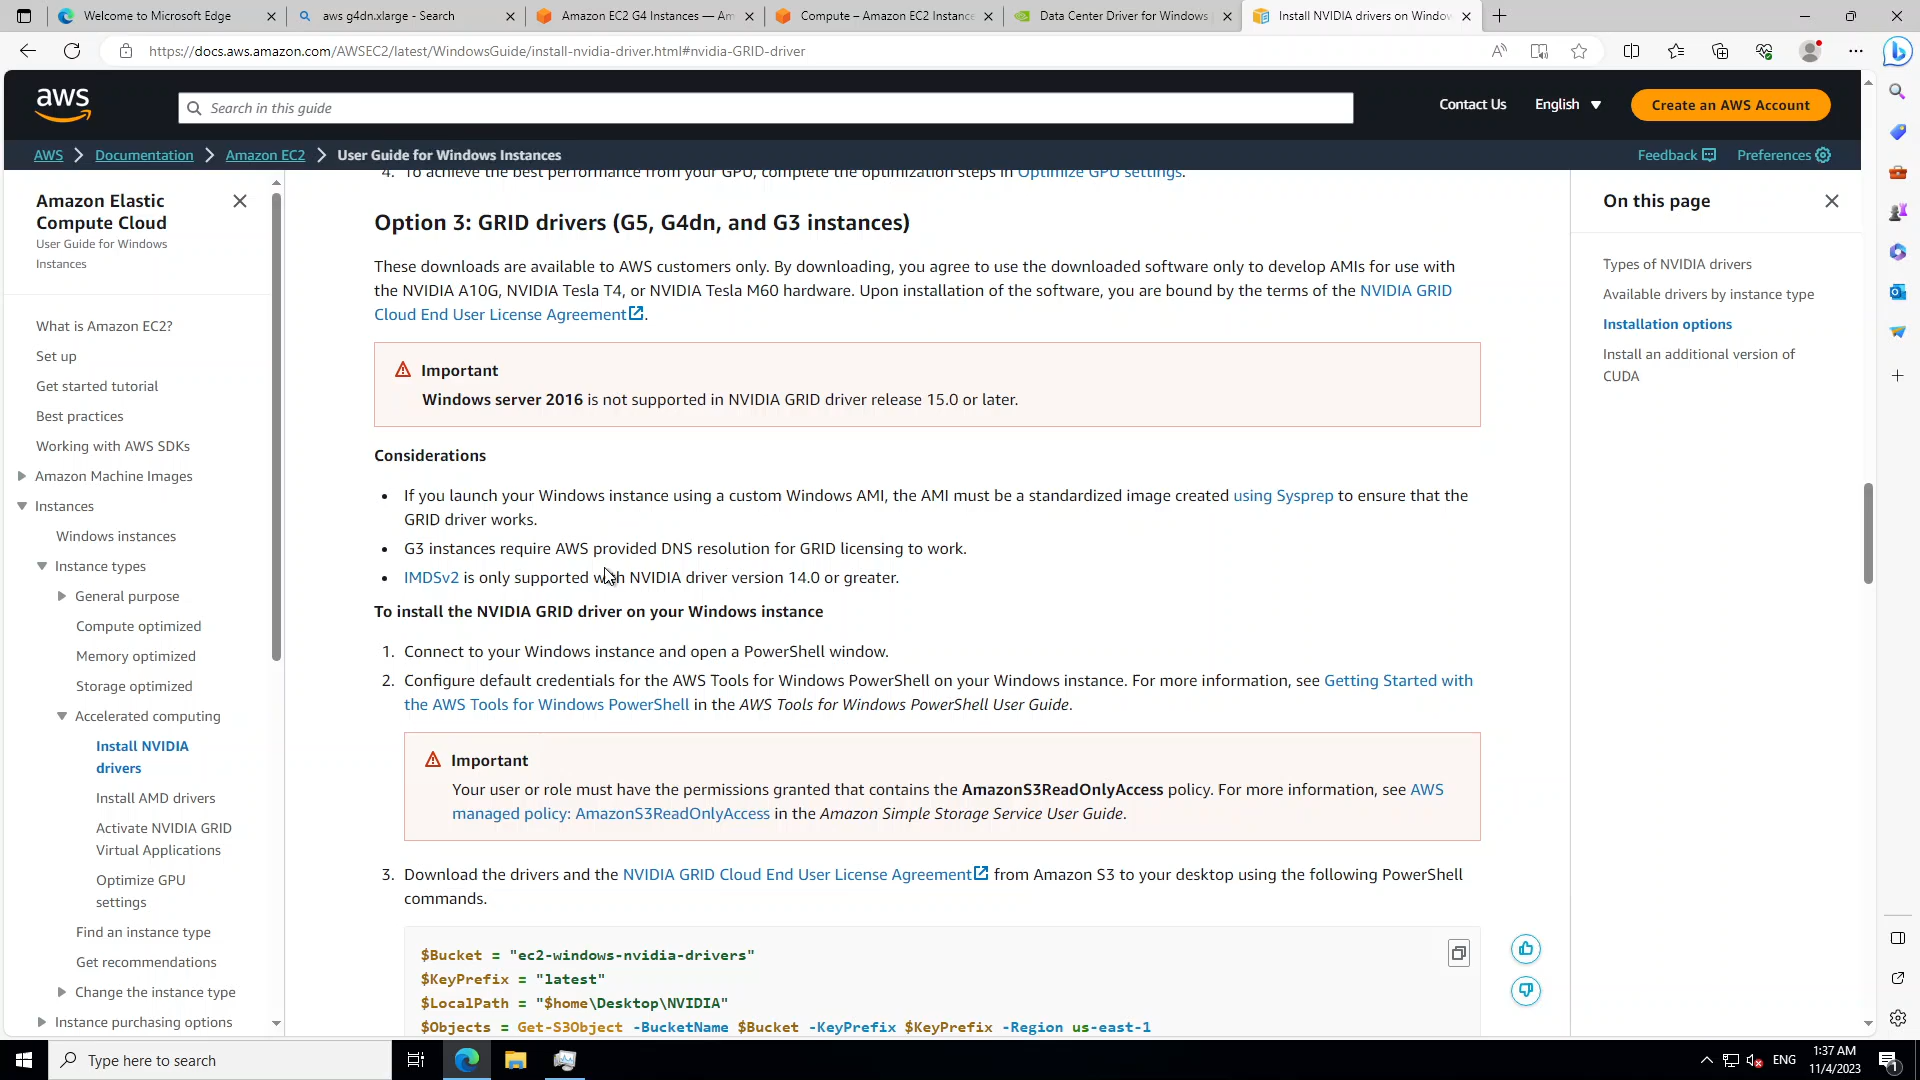 Welcome to Microsoft Edge
aws g4dn.xlarge - Search
Amazon EC2 G4 Instances — Am
Compute – Amazon EC2 Instance
Data Center Driver for Windows
Install NVIDIA drivers on Window
https://docs.aws.amazon.com/AWSEC2/latest/WindowsGuide/install-nvidia-driver.html#nvidia-GRID-driver
aws
Search in this guide
Contact Us
English
Create an AWS Account
AWS
Documentation
Amazon EC2
User Guide for Windows Instances
Feedback
Preferences
Amazon Elastic
Compute Cloud
User Guide for Windows
Instances
What is Amazon EC2?
Set up
Get started tutorial
Best practices
Working with AWS SDKs
Amazon Machine Images
Instances
Windows instances
Instance types
General purpose
Compute optimized
Memory optimized
Storage optimized
Accelerated computing
Install NVIDIA
drivers
Install AMD drivers
Activate NVIDIA GRID
Virtual Applications
Optimize GPU
settings
Find an instance type
Get recommendations
Change the instance type
Instance purchasing options
4. To achieve the best performance from your GPU, complete the optimization steps in Optimize GPU settings.
Option 3: GRID drivers (G5, G4dn, and G3 instances)
These downloads are available to AWS customers only. By downloading, you agree to use the downloaded software only to develop AMIs for use with
the NVIDIA A10G, NVIDIA Tesla T4, or NVIDIA Tesla M60 hardware. Upon installation of the software, you are bound by the terms of the NVIDIA GRID
Cloud End User License Agreement.
Important
Windows server 2016 is not supported in NVIDIA GRID driver release 15.0 or later.
Considerations
• If you launch your Windows instance using a custom Windows AMI, the AMI must be a standardized image created using Sysprep to ensure that the
GRID driver works.
• G3 instances require AWS provided DNS resolution for GRID licensing to work.
• IMDSv2 is only supported with NVIDIA driver version 14.0 or greater.
To install the NVIDIA GRID driver on your Windows instance
1. Connect to your Windows instance and open a PowerShell window.
2. Configure default credentials for the AWS Tools for Windows PowerShell on your Windows instance. For more information, see Getting Started with
the AWS Tools for Windows PowerShell in the AWS Tools for Windows PowerShell User Guide.
Important
Your user or role must have the permissions granted that contains the AmazonS3ReadOnlyAccess policy. For more information, see AWS
managed policy: AmazonS3ReadOnlyAccess in the Amazon Simple Storage Service User Guide.
3. Download the drivers and the NVIDIA GRID Cloud End User License Agreement from Amazon S3 to your desktop using the following PowerShell
commands.
$Bucket = "ec2-windows-nvidia-drivers"
$KeyPrefix = "latest"
$LocalPath = "$home\Desktop\NVIDIA"
$Objects = Get-S3Object -BucketName $Bucket -KeyPrefix $KeyPrefix -Region us-east-1
On this page
Types of NVIDIA drivers
Available drivers by instance type
Installation options
Install an additional version of
CUDA
Type here to search
ENG
1:37 AM
11/4/2023
1